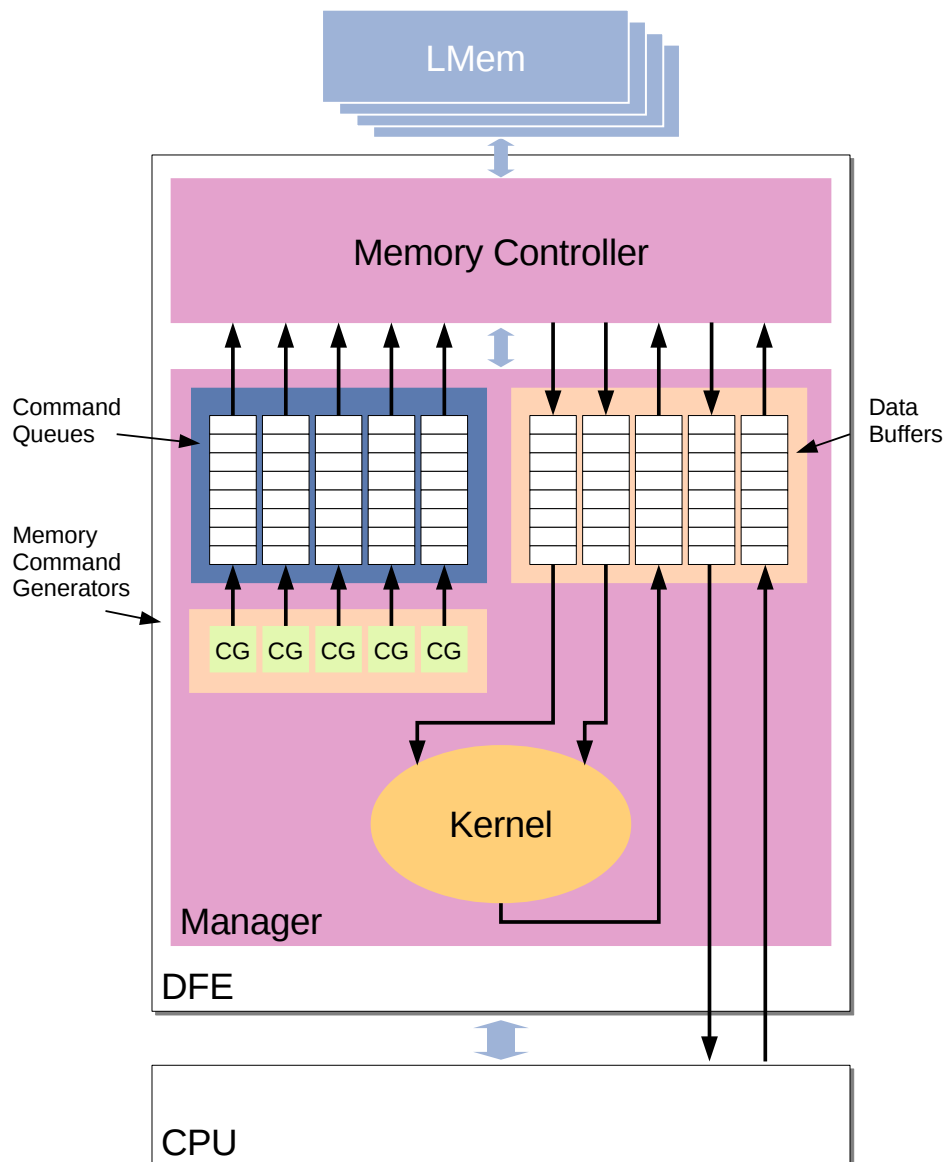 LMem
Memory Controller
Command
Queues
Data
Buffers
Memory
Command
Generators
CG CG CG CG CG
Kernel
Manager
DFE
CPU